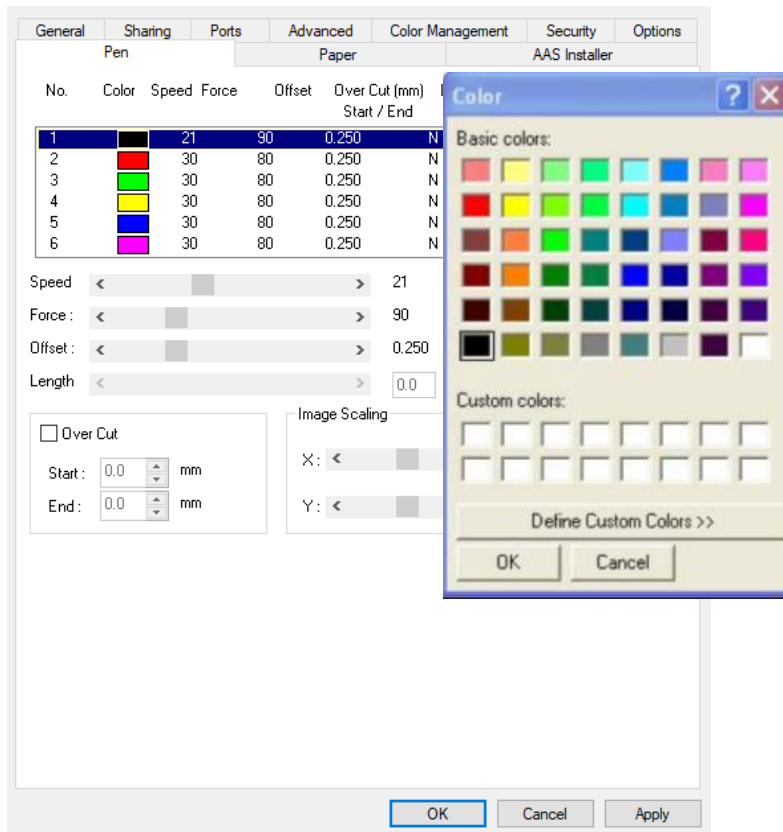 General Sharing Ports Advanced Color Management Security Options
Pen Paper AAS Installer
No. Color Speed Force Offset Over Cut (mm)
Start / End
1 21 90 0.250 N
2 30 80 0.250 N
3 30 80 0.250 N
4 30 80 0.250 N
5 30 80 0.250 N
6 30 80 0.250 N
Speed 21
Force : 90
Offset : 0.250
Length 0.0
Over Cut
Start : 0.0 mm
End : 0.0 mm
Image Scaling
X :
Y :
Color
Basic colors:
Custom colors:
Define Custom Colors >>
OK Cancel
OK Cancel Apply